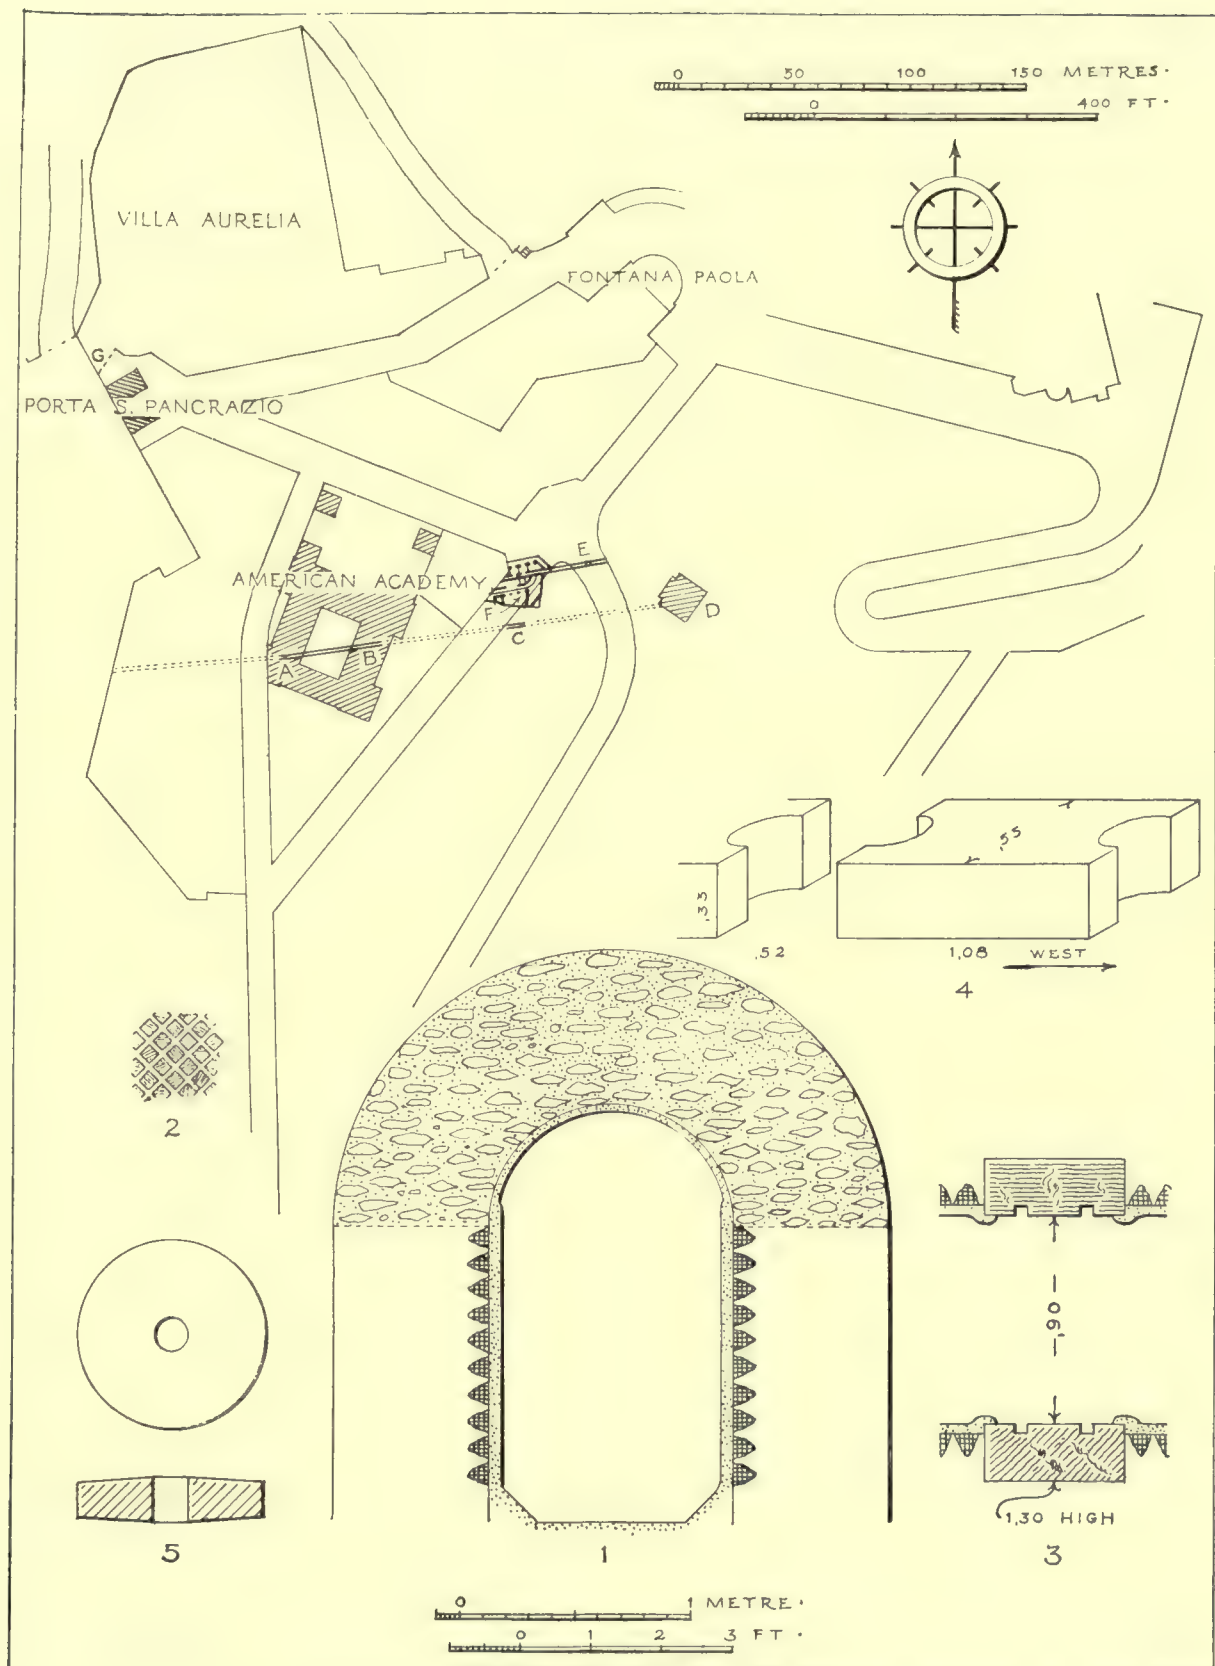 0 50 100 150 METRES.
0 400 FT.
VILLA AURELIA
FONTANA PAOLA
G
PORTA S. PANCRAZIO
E
AMERICAN ACADEMY
F
D
C
A B
.55
.33
.52
1,08 WEST
4
2
.90
1,30 HIGH
5
1
3
0 1 METRE.
0 1 2 3 FT.